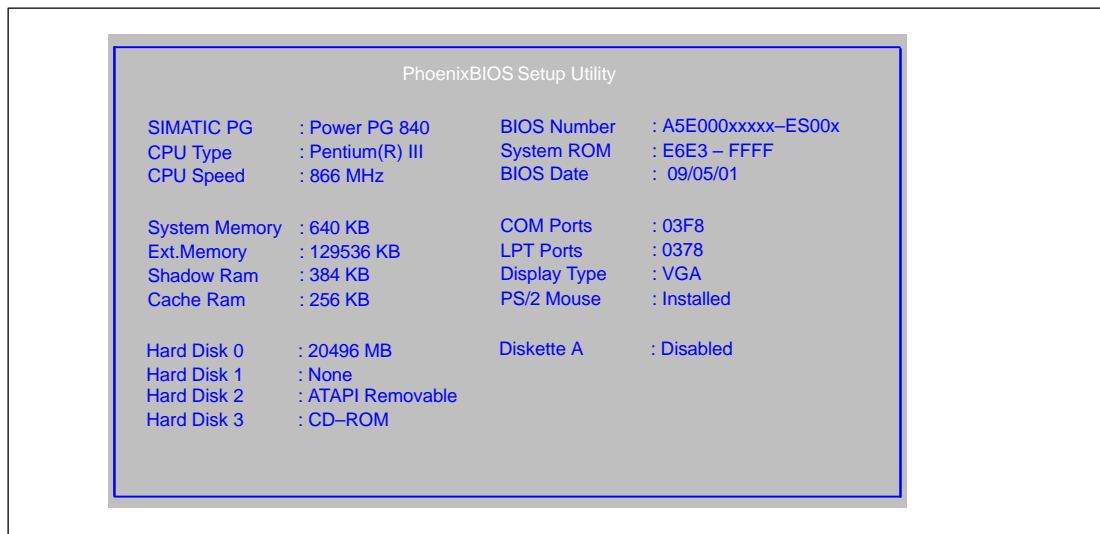 PhoenixBIOS Setup Utility
SIMATIC PG : Power PG 840 BIOS Number : A5E000xxxxx–ES00x
CPU Type : Pentium(R) III System ROM : E6E3 – FFFF
CPU Speed : 866 MHz BIOS Date : 09/05/01
System Memory : 640 KB COM Ports : 03F8
Ext.Memory : 129536 KB LPT Ports : 0378
Shadow Ram : 384 KB Display Type : VGA
Cache Ram : 256 KB PS/2 Mouse : Installed
Hard Disk 0 : 20496 MB Diskette A : Disabled
Hard Disk 1 : None
Hard Disk 2 : ATAPI Removable
Hard Disk 3 : CD–ROM